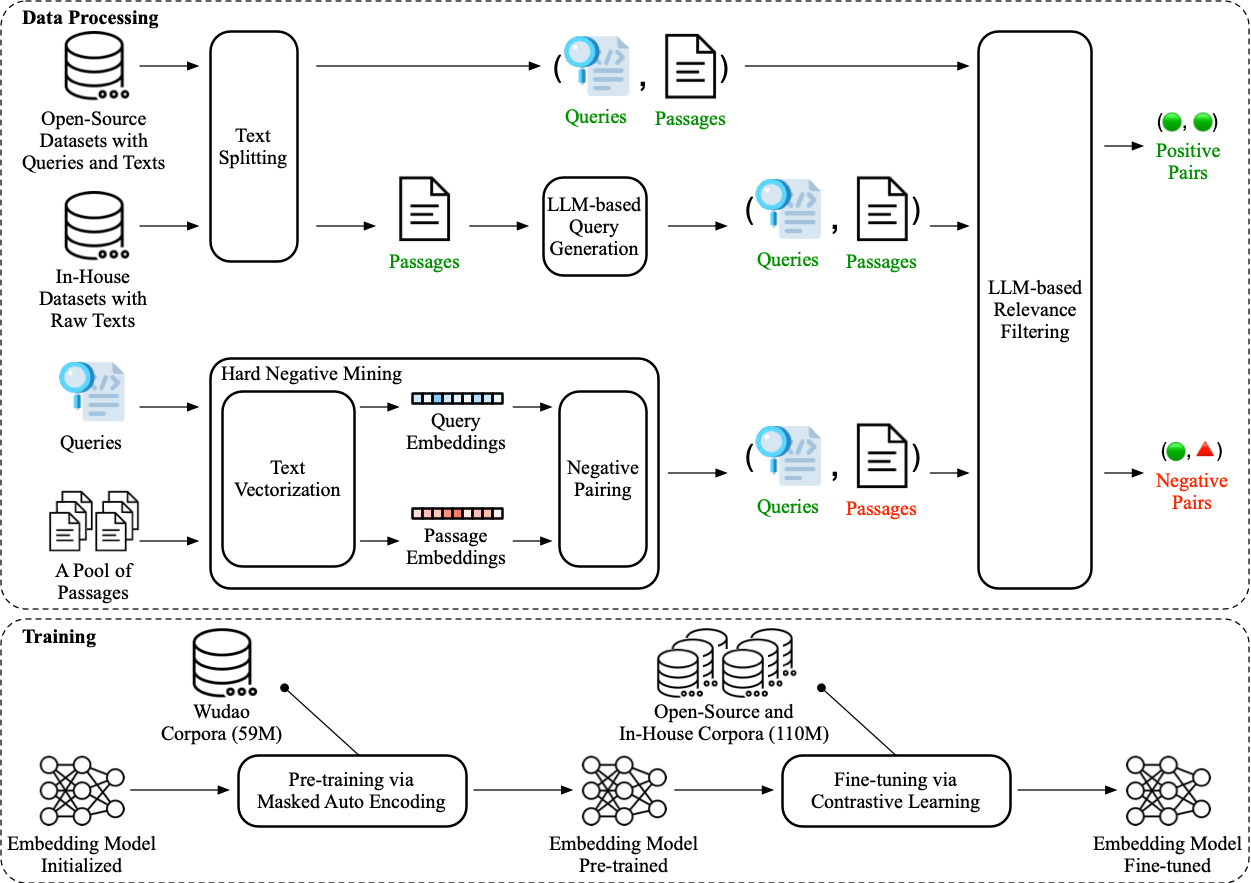 Data Processing
Open-Source
Datasets with
Queries and Texts
Text
Splitting
( , )
Queries
Passages
In-House
Datasets with
Raw Texts
Passages
LLM-based
Query
Generation
( , )
Queries
Passages
LLM-based
Relevance
Filtering
( , )
Positive
Pairs
Queries
A Pool of
Passages
Hard Negative Mining
Text
Vectorization
Query
Embeddings
Passage
Embeddings
Negative
Pairing
( , )
Queries
Passages
( , )
Negative
Pairs
Training
Wudao
Corpora (59M)
Open-Source and
In-House Corpora (110M)
Embedding Model
Initialized
Pre-training via
Masked Auto Encoding
Embedding Model
Pre-trained
Fine-tuning via
Contrastive Learning
Embedding Model
Fine-tuned